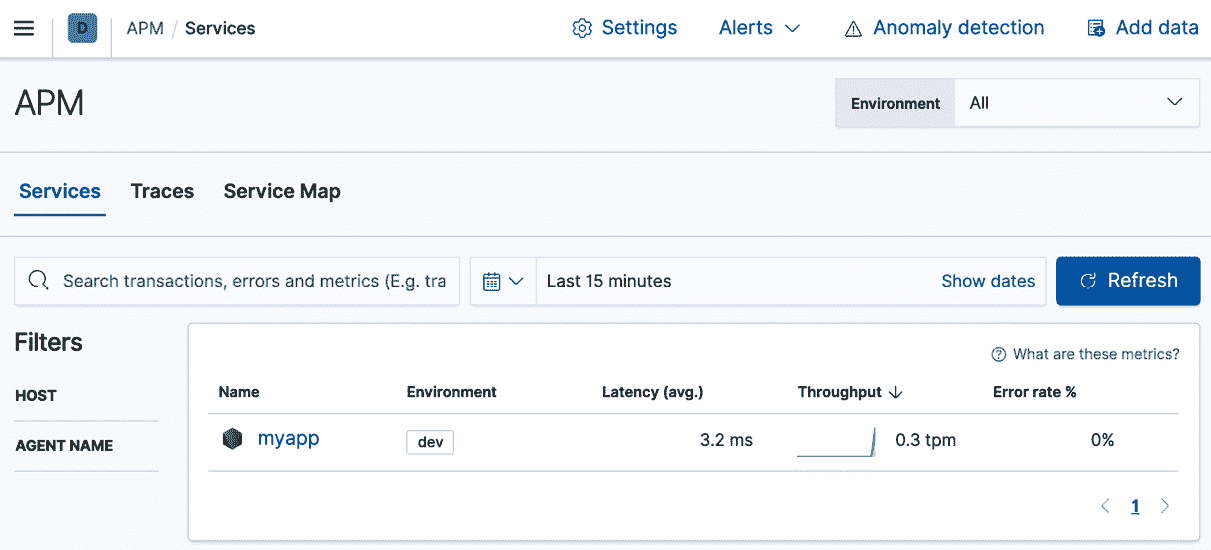 D APM / Services Settings Alerts Anomaly detection Add data
APM Environment All
Services Traces Service Map
Search transactions, errors and metrics (E.g. tra Last 15 minutes Show dates Refresh
Filters
What are these metrics?
HOST
Name Environment Latency (avg.) Throughput Error rate %
AGENT NAME
myapp dev 3.2 ms 0.3 tpm 0%
1